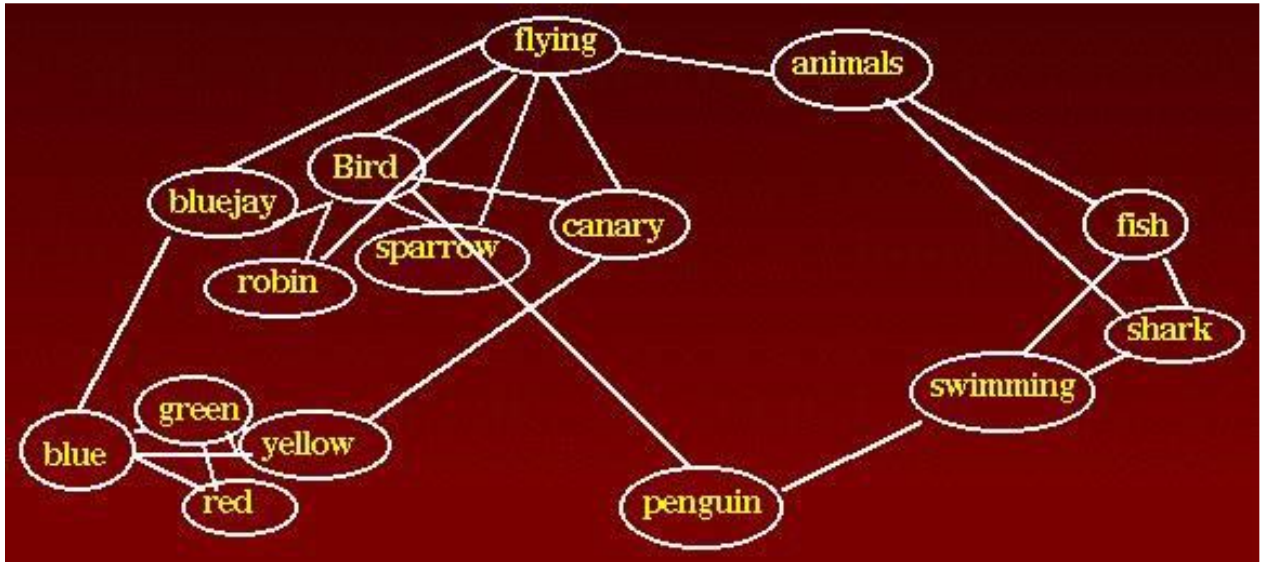 flying
animals
Bird
bluejay
canary
fish
sparrow
robin
shark
swimming
green
yellow
blue
red
penguin